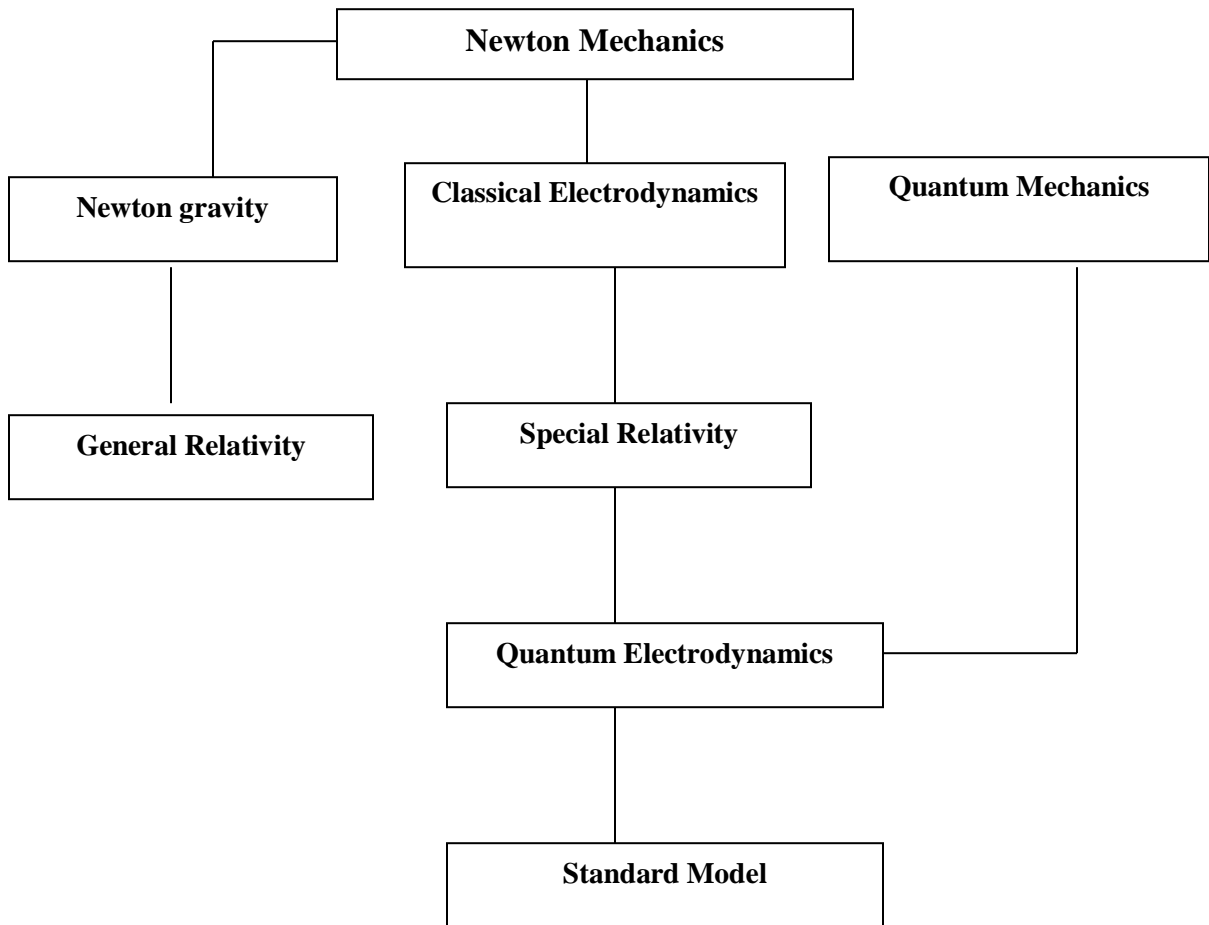 Newton Mechanics
Newton gravity
Classical Electrodynamics
Quantum Mechanics
General Relativity
Special Relativity
Quantum Electrodynamics
Standard Model